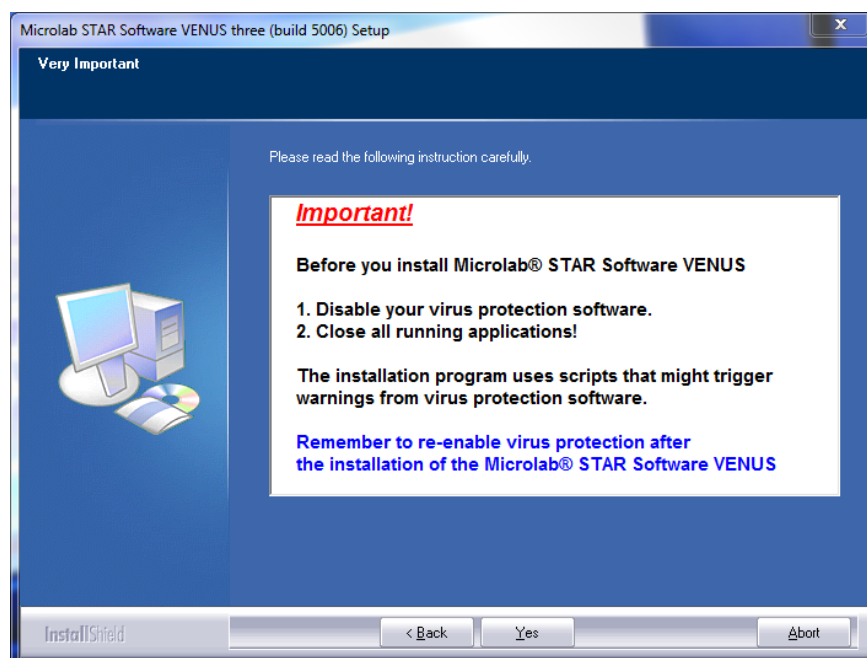 Microlab STAR Software VENUS three (build 5006) Setup
x
Very Important
Please read the following instruction carefully.
Important!
Before you install Microlab® STAR Software VENUS
1. Disable your virus protection software.
2. Close all running applications!
The installation program uses scripts that might trigger
warnings from virus protection software.
Remember to re-enable virus protection after
the installation of the Microlab® STAR Software VENUS
InstallShield
< Back
Yes
Abort